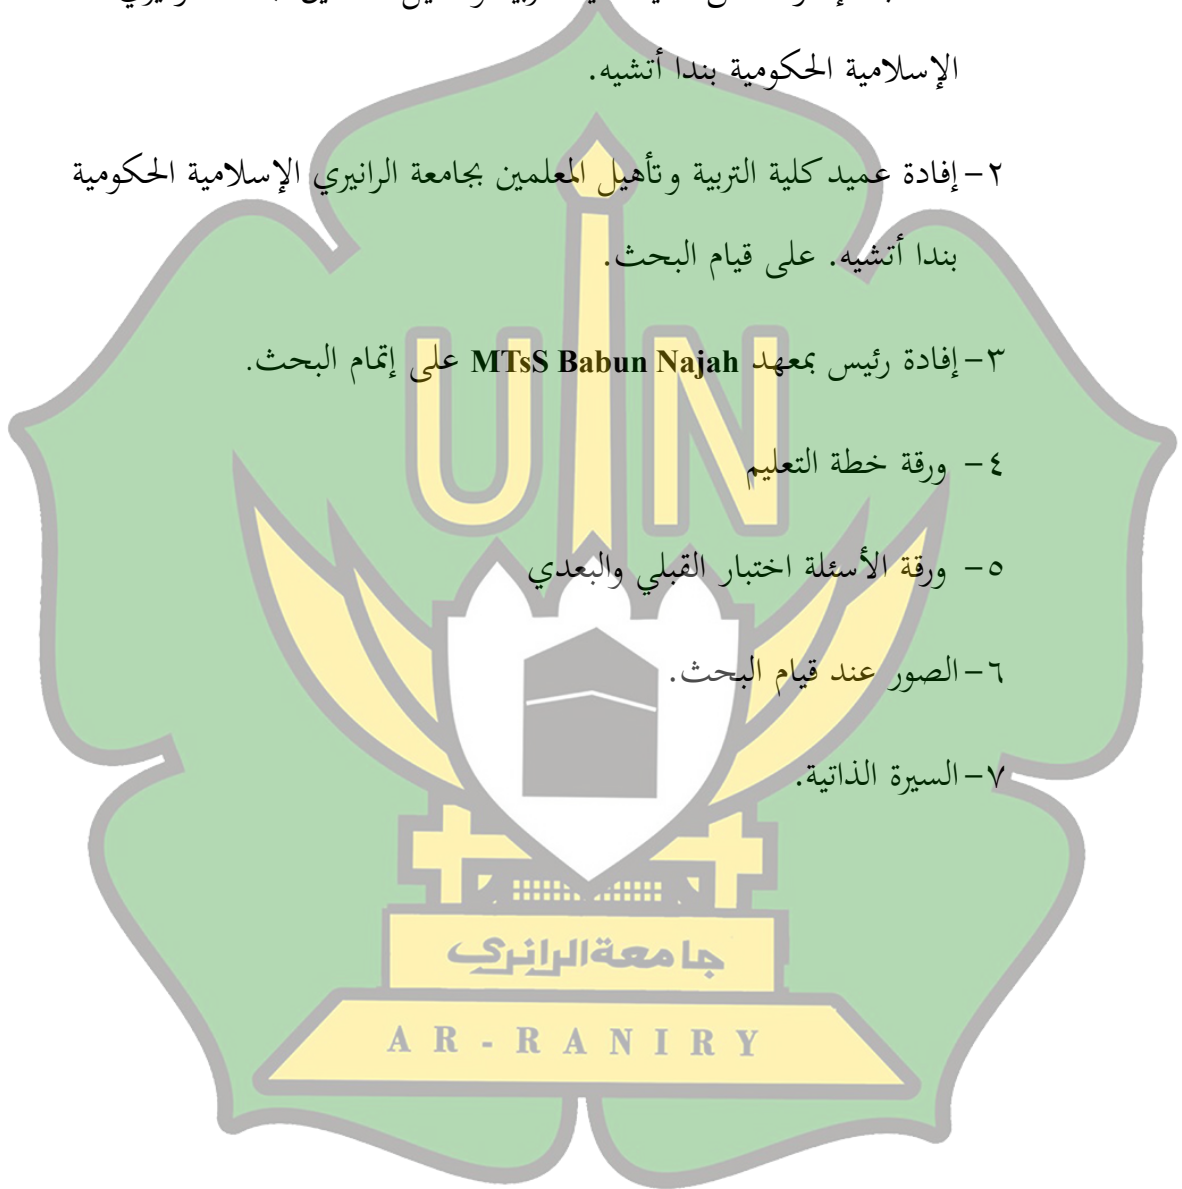 الإسلامية الحكومية بندا أتشيه.
٢- إفادة عميد كلية التربية وتأهيل المعلمين بجامعة الرانيري الإسلامية الحكومية
بندا أتشيه. على قيام البحث.
٣- إفادة رئيس بمعهد MTsS Babun Najah على إتمام البحث.
٤- ورقة خطة التعليم
٥- ورقة الأسئلة اختبار القبلي والبعدي
٦- الصور عند قيام البحث.
٧- السيرة الذاتية.
UIN
جامعة الرانري
AR-RANIRY